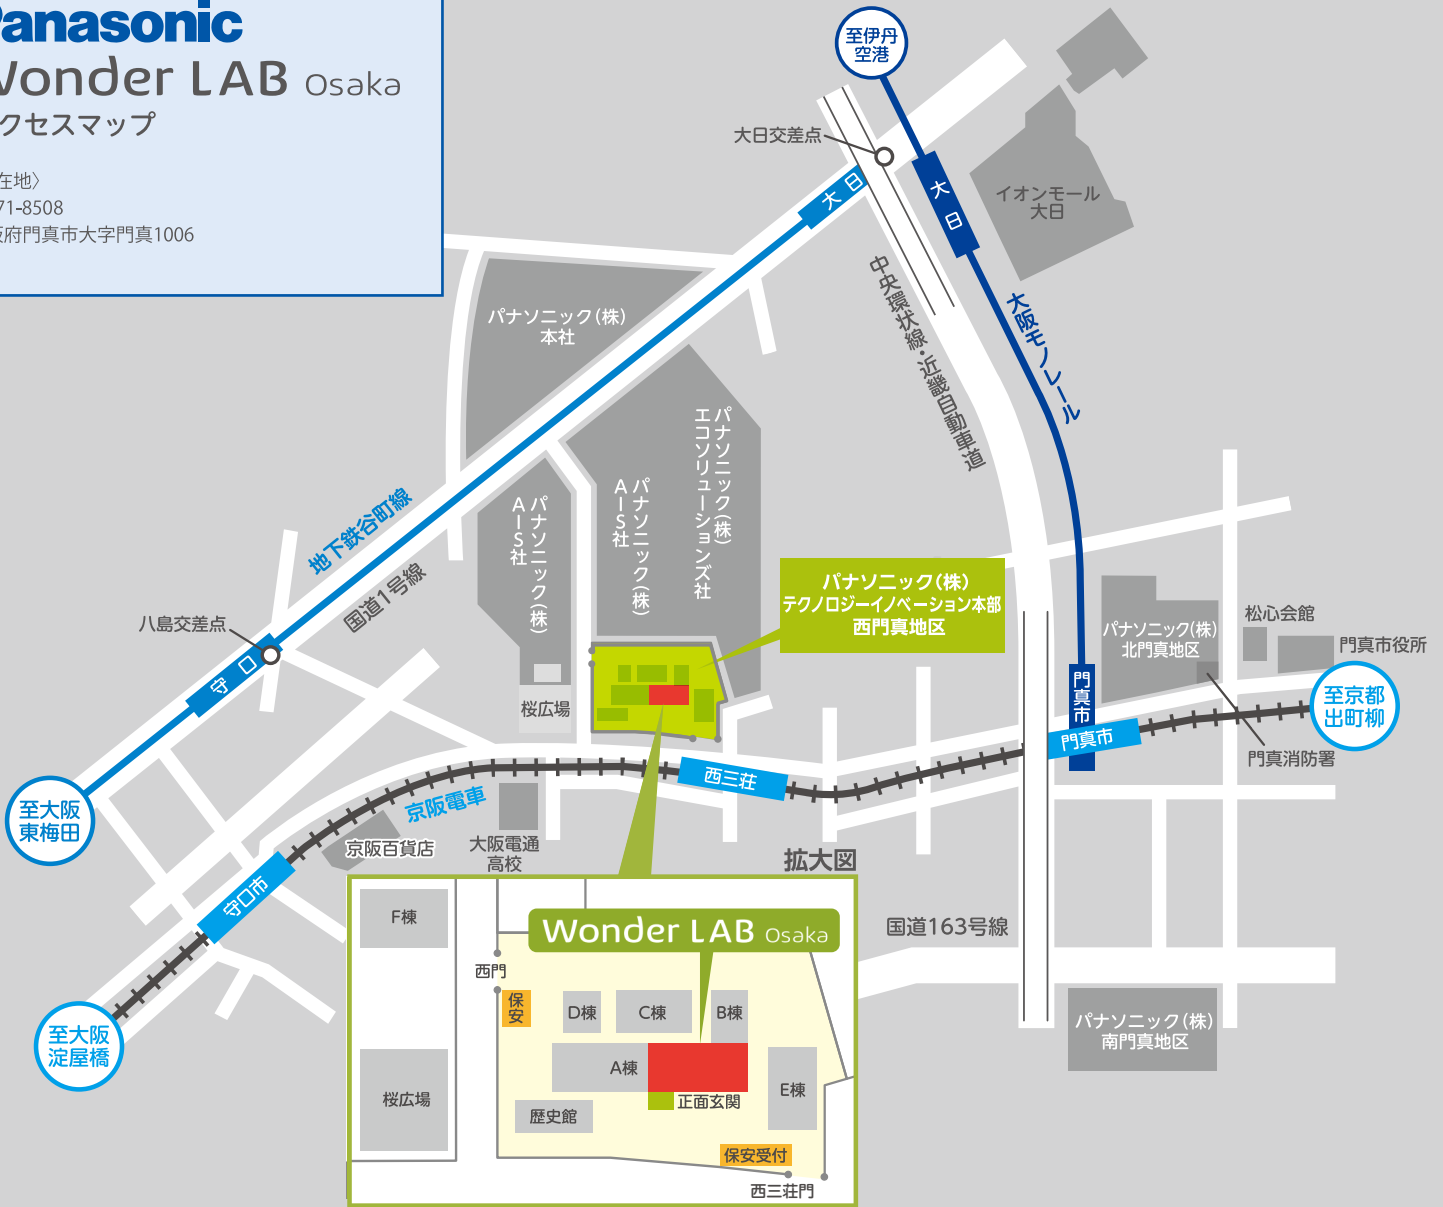 Panasonic
Wonder LAB Osaka
クセスマップ
在地〉
71-8508
府門真市大字門真1006
至伊丹
空港
大日交差点
大日
大日
イオンモール
大日
中央環状線・近畿自動車道
大阪モノレール
パナソニック(株)
本社
パナソニック(株)
エコソリューションズ社
パナソニック(株)
AIS社
パナソニック(株)
AIS社
地下鉄谷町線
国道1号線
八島交差点
守口
パナソニック(株)
テクノロジーイノベーション本部
西門真地区
パナソニック(株)
北門真地区
松心会館
門真市役所
至京都
出町柳
門真消防署
門真市
門真市
桜広場
西三荘
至大阪
東梅田
京阪電車
京阪百貨店
大阪電通
高校
守口市
至大阪
淀屋橋
拡大図
国道163号線
パナソニック(株)
南門真地区
F棟
Wonder LAB Osaka
西門
保安
D棟
C棟
B棟
A棟
E棟
正面玄関
桜広場
歴史館
保安受付
西三荘門